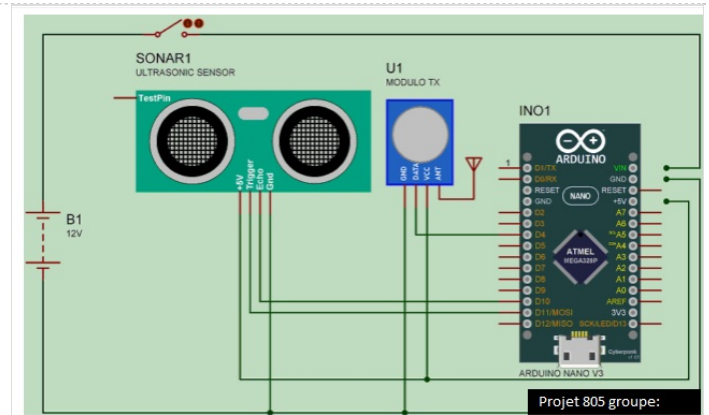 SONAR1
ULTRASONIC SENSOR
TestPin
+5V
Trigger
Echo
Gnd
U1
MODULO TX
GND
DATA
VCC
ANT
B1
12V
INO1
ARDUINO
NANO
ATMEL
MEGA328P
1
D1/TX
D0/RX
RESET
GND
D2
D3
D4
D5
D6
D7
D8
D9
D10
D11/MOSI
D12/MISO
VIN
GND
RESET
+5V
A7
A6
A5
A4
A3
A2
A1
A0
AREF
3V3
SCK/LED/D13
Cyberpunk
ARDUINO NANO V3
Projet 805 groupe: